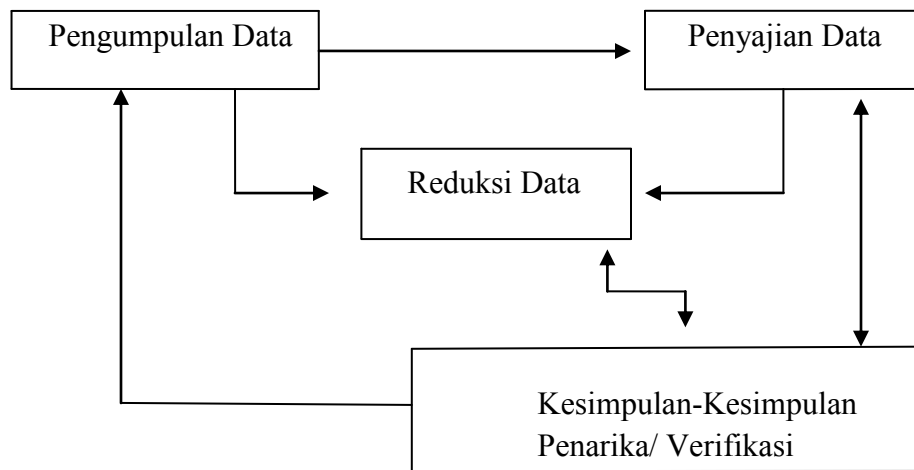 Pengumpulan Data
Penyajian Data
Reduksi Data
Kesimpulan-Kesimpulan
Penarika/ Verifikasi